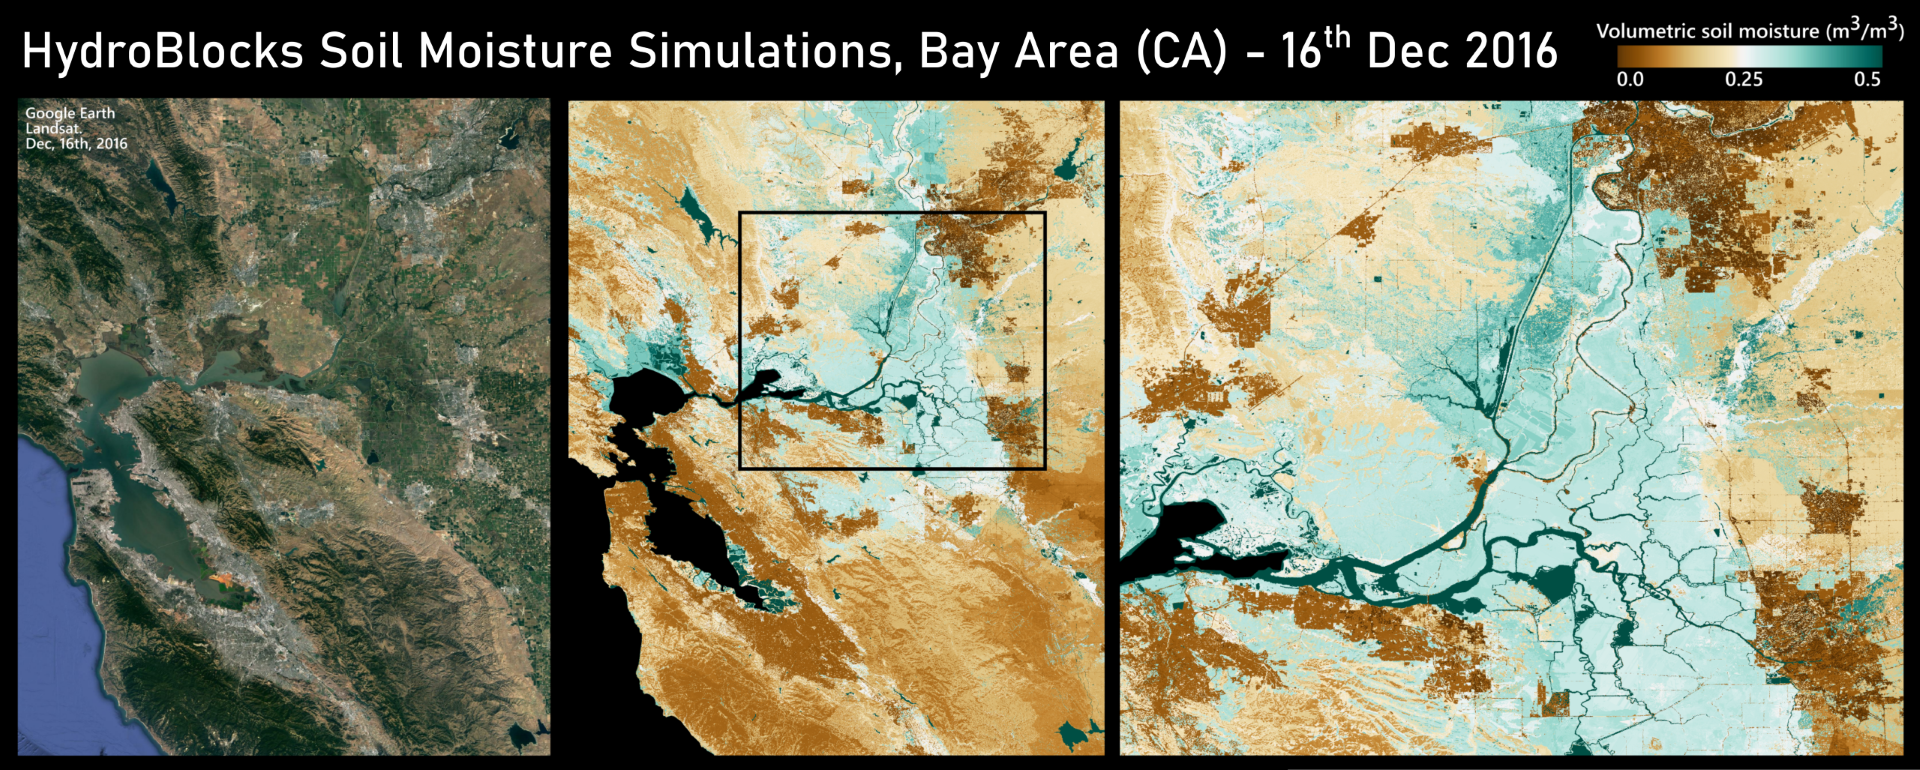 HydroBlocks Soil Moisture Simulations, Bay Area (CA) - 16th Dec 2016
Volumetric soil moisture (m3/m3)
0.0 0.25 0.5
Google Earth
Landsat.
Dec, 16th, 2016